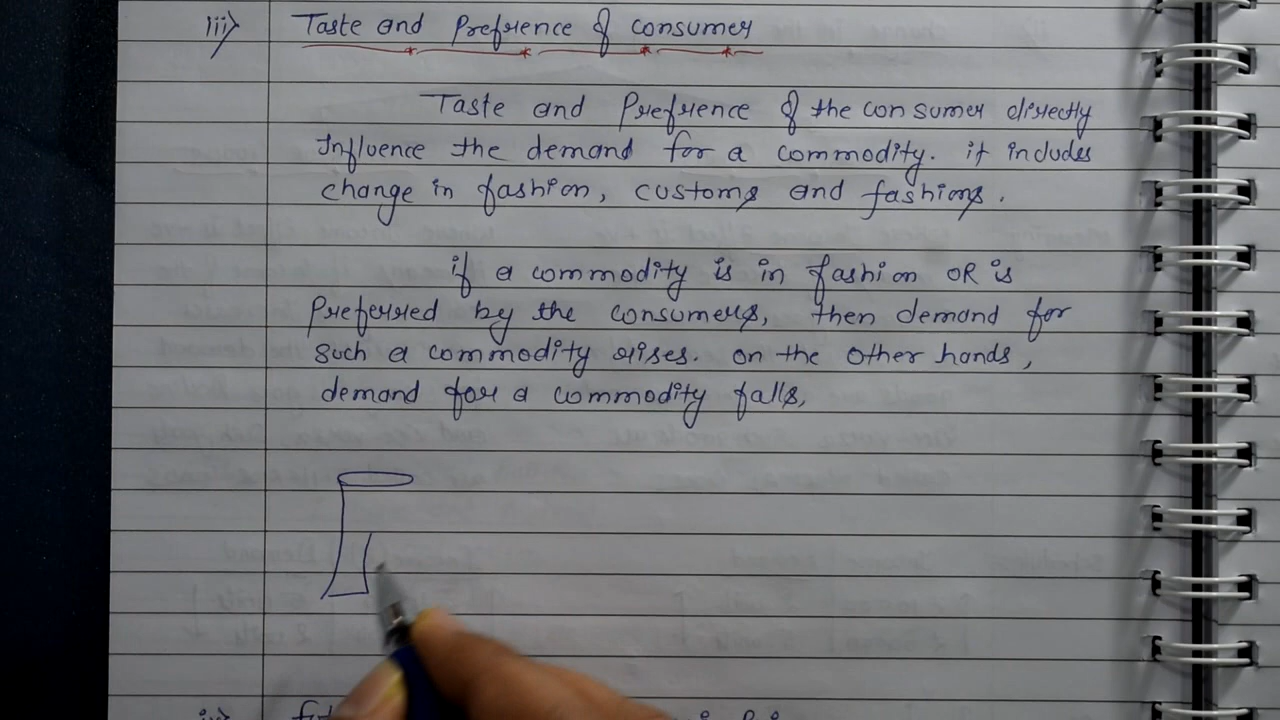 iii) Taste and Prefrience of consumer
Taste and Prefrience of the consumer directly
Influence the demand for a commodity. it includes
change in fashion, customs and fashions.
if a commodity is in fashion OR is
Preferred by the consumers, then demand for
such a commodity rises. on the other hands,
demand for a commodity falls,